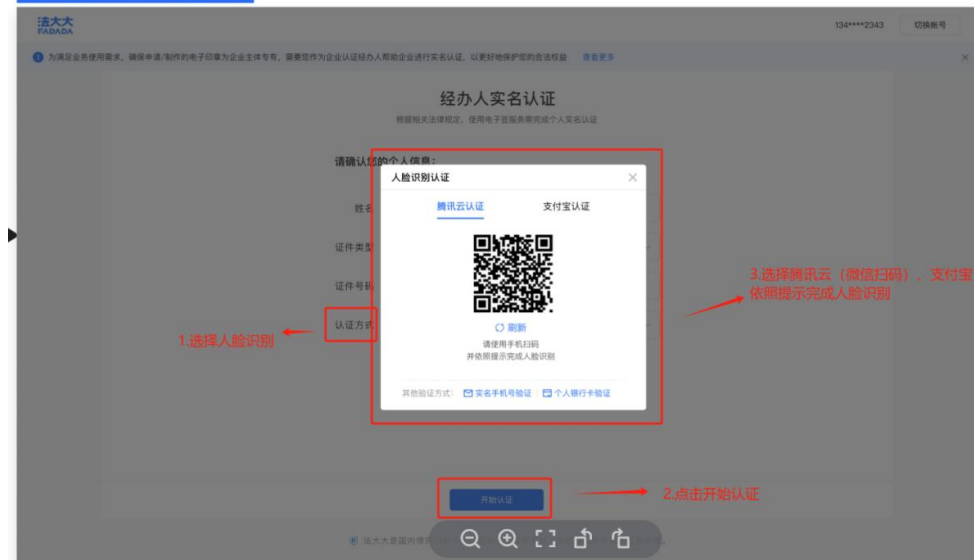 法大大
FADADA
134****2343 切换帐号
为满足业务使用需求，确保申请/制作的电子印章为企业主体专有，需要您作为企业认证经办人帮助企业进行实名认证，以更好地保护您的合法权益 查看更多
经办人实名认证
根据相关法律规定，使用电子签服务需完成个人实名认证
请确认您的个人信息：
人脸识别认证
姓名
腾讯云认证 支付宝认证
证件类型
证件号码
3.选择腾讯云（微信扫码）、支付宝
依照提示完成人脸识别
认证方式
1.选择人脸识别
刷新
请使用手机扫码
并依照提示完成人脸识别
其他验证方式： 实名手机号验证 个人银行卡验证
开始认证
2.点击开始认证
法大大是国内领先